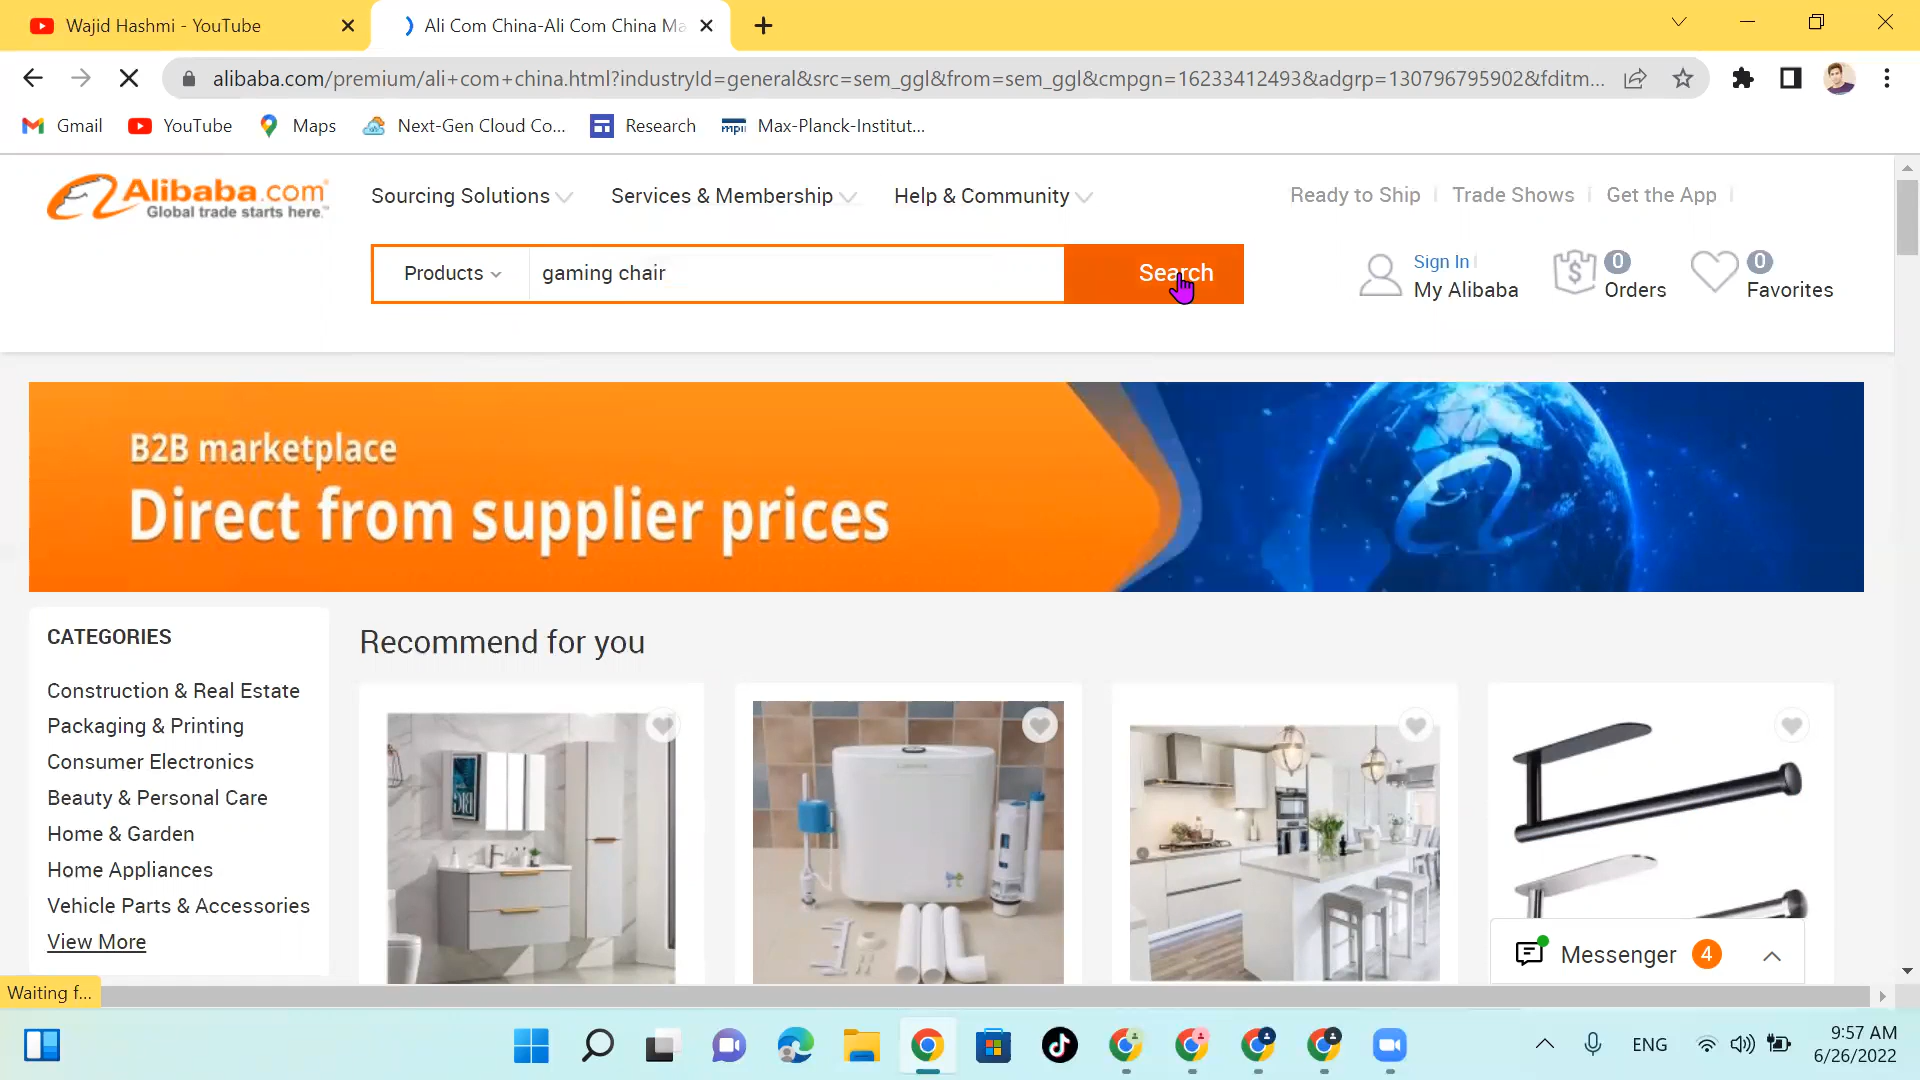 Wajid Hashmi - YouTube
Ali Com China-Ali Com China Ma
alibaba.com/premium/ali+com+china.html?industryId=general&src=sem_ggl&from=sem_ggl&cmpgn=16233412493&adgrp=130796795902&fditm...
Gmail
YouTube
Maps
Next-Gen Cloud Co...
Research
mpii
Max-Planck-Institut...
Alibaba.com
Global trade starts here.™
Sourcing Solutions
Services & Membership
Help & Community
Ready to Ship
Trade Shows
Get the App
Products
gaming chair
Search
Sign In
My Alibaba
0
Orders
0
Favorites
B2B marketplace
Direct from supplier prices
CATEGORIES
Construction & Real Estate
Packaging & Printing
Consumer Electronics
Beauty & Personal Care
Home & Garden
Home Appliances
Vehicle Parts & Accessories
View More
Recommend for you
Messenger 4
Waiting f...
ENG
9:57 AM
6/26/2022